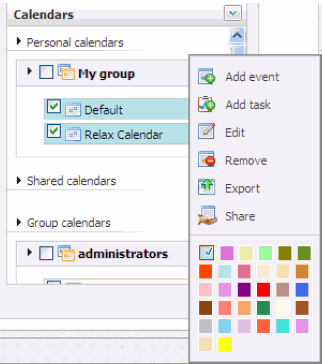 Calendars
Personal calendars
My group
Default
Relax Calendar
Shared calendars
Group calendars
administrators
Add event
Add task
Edit
Remove
Export
Share